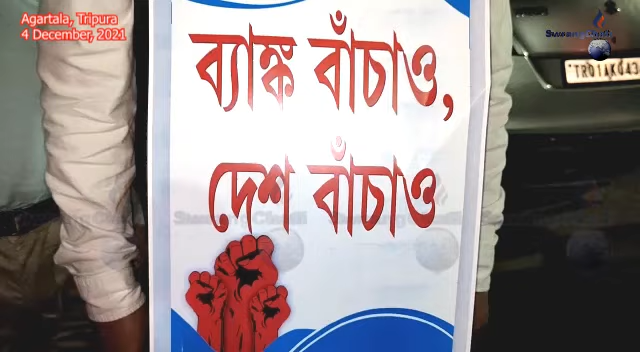 Agartala, Tripura
4 December, 2021
ব্যাঙ্ক বাঁচাও,
দেশ বাঁচাও